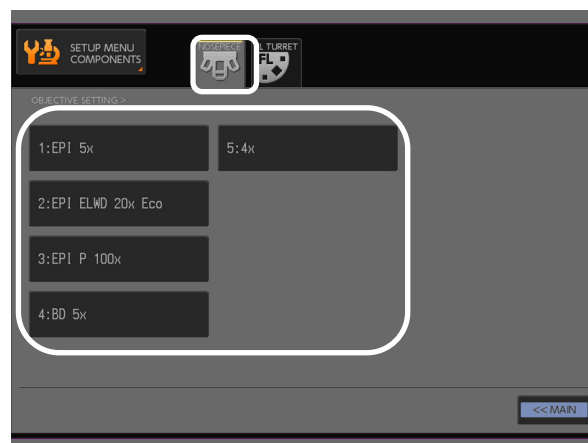 SETUP MENU
COMPONENTS
NOSEPIECE
L TURRET
FL
OBJECTIVE SETTING >
1:EPI 5x
5:4x
2:EPI ELWD 20x Eco
3:EPI P 100x
4:BD 5x
<< MAIN